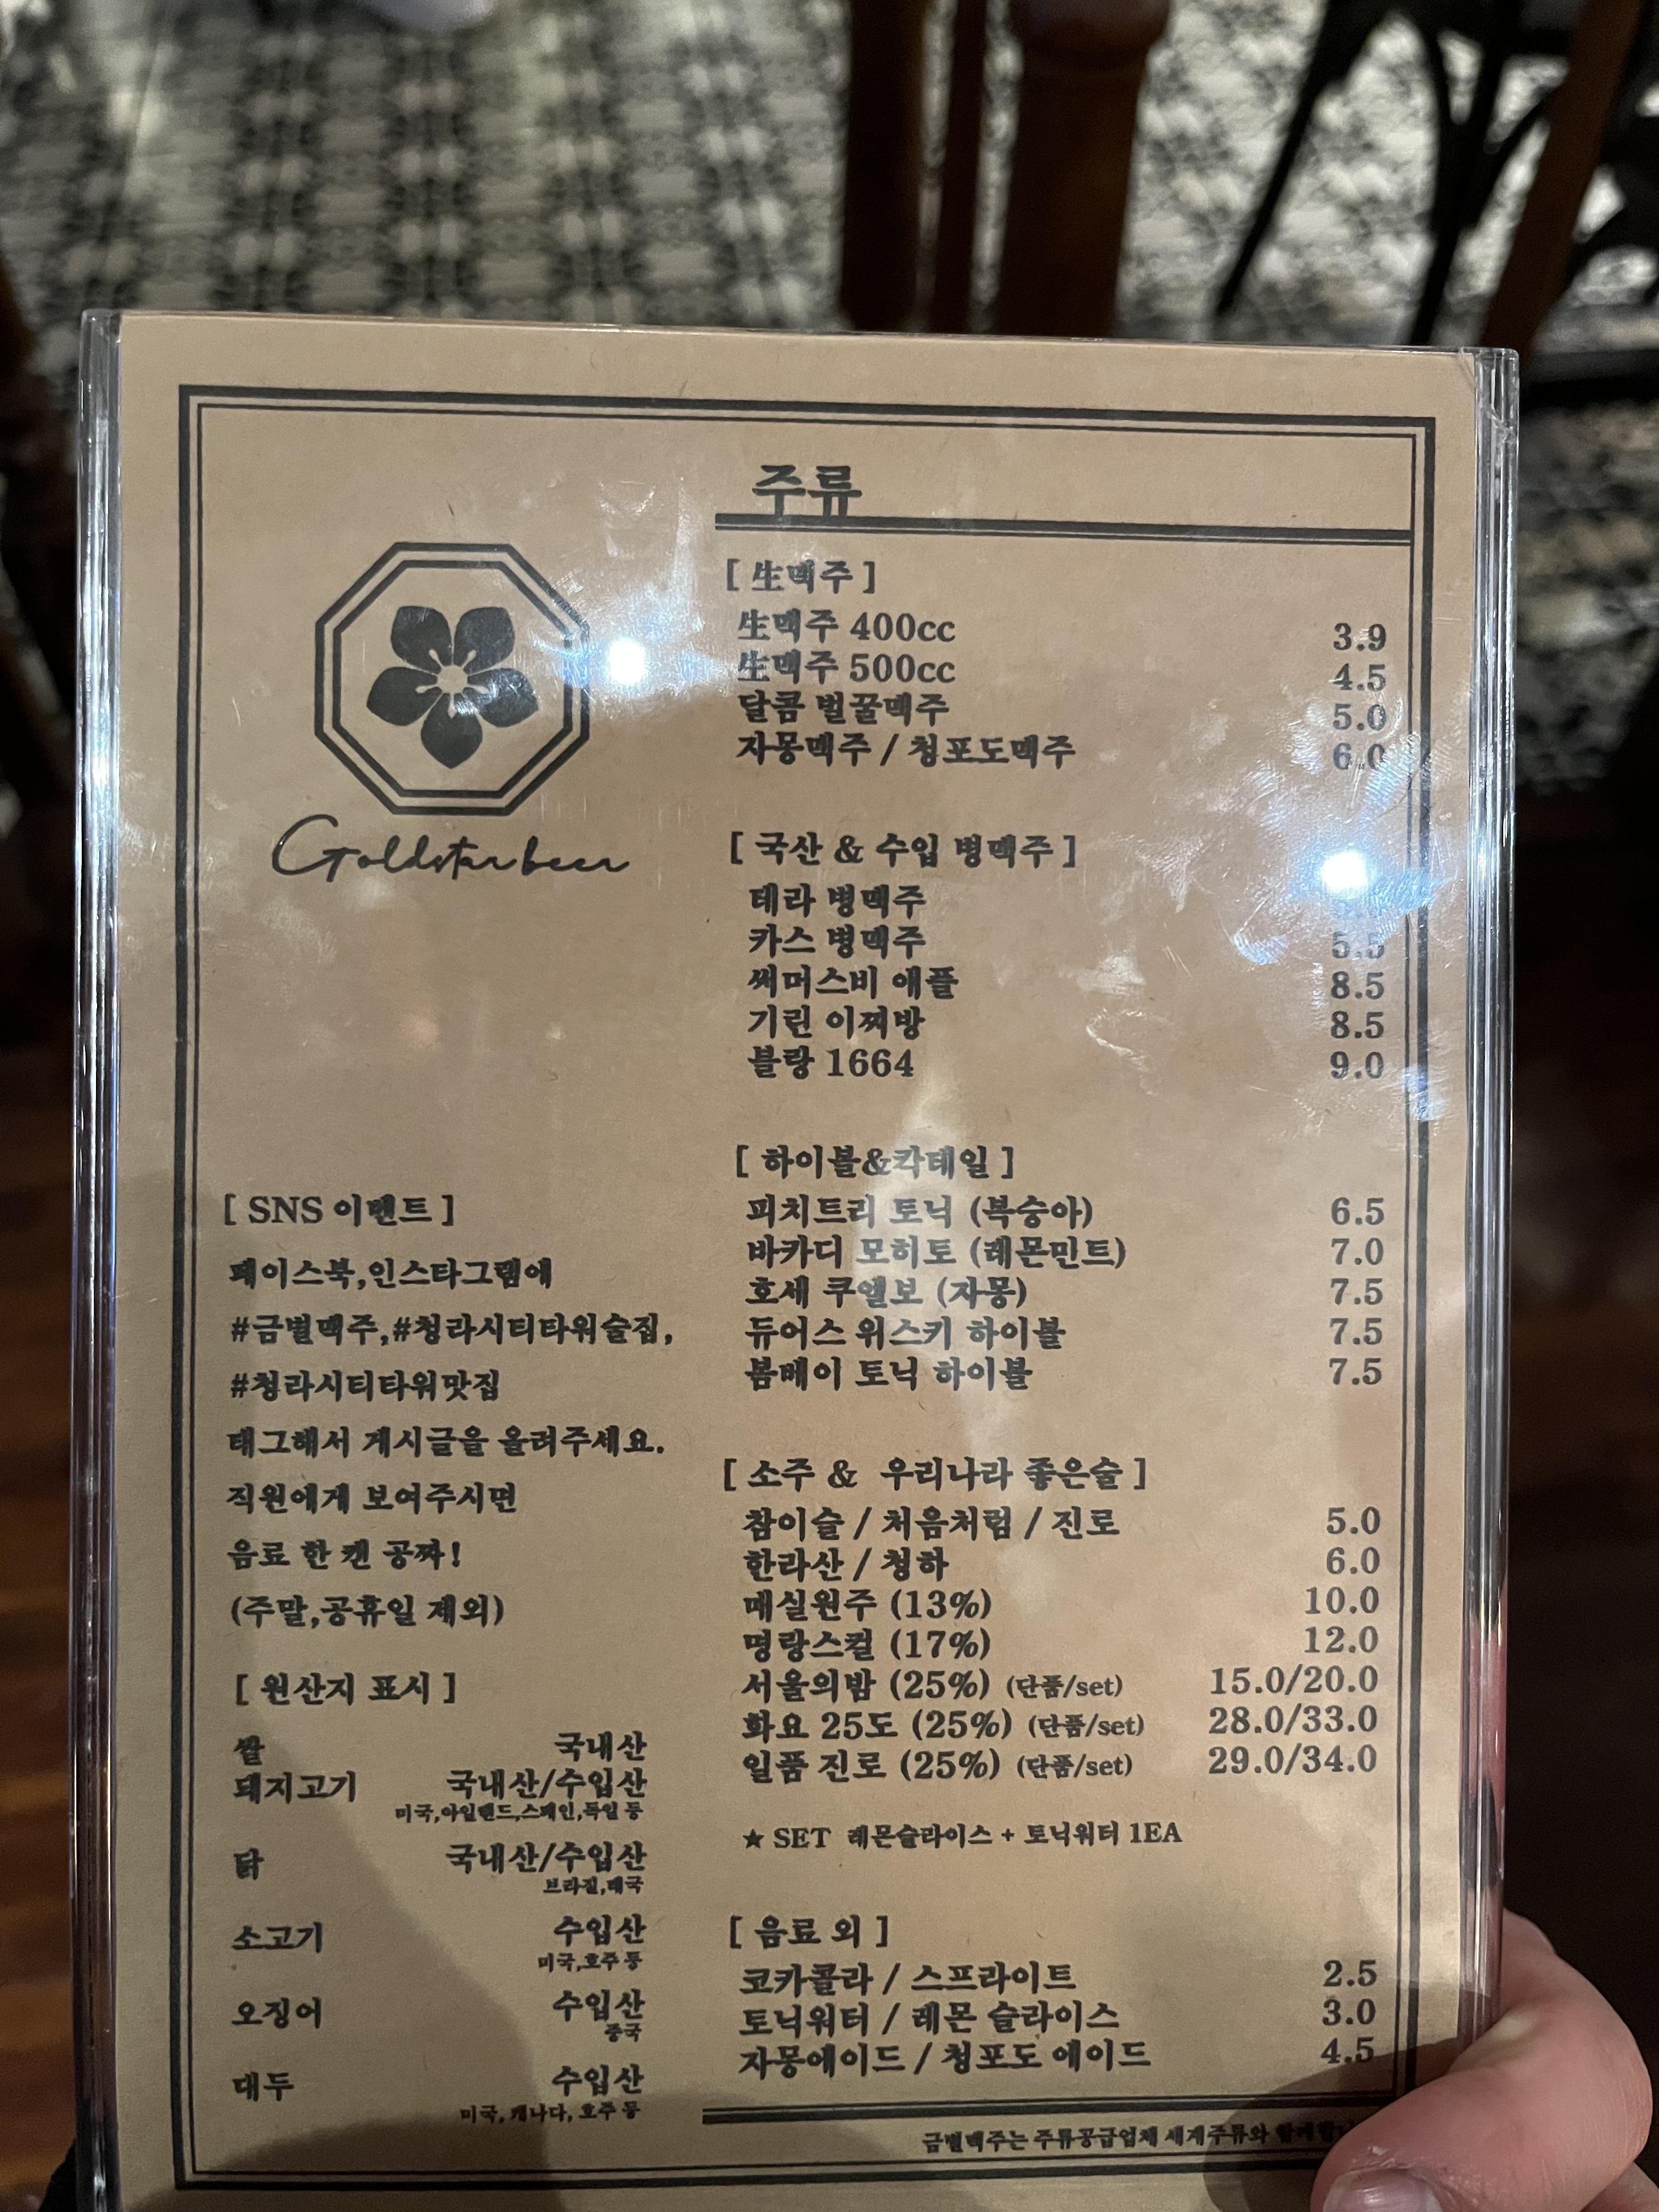 Goldstarbeer
[ SNS 이벤트 ]
페이스북,인스타그램에
#금별맥주,#청라시티타워술집,
#청라시티타워맛집
태그해서 게시글을 올려주세요.
직원에게 보여주시면
음료 한 캔 공짜!
(주말,공휴일 제외)
[ 원산지 표시 ]
쌀 국내산
돼지고기 국내산/수입산
미국,아일랜드,스페인,독일 등
닭 국내산/수입산
브라질,태국
소고기 수입산
미국,호주 등
오징어 수입산
중국
대두 수입산
미국, 캐나다, 호주 등
주류
[ 生맥주 ]
生맥주 400cc 3.9
生맥주 500cc 4.5
달콤 벌꿀맥주 5.0
자몽맥주 / 청포도맥주 6.0
[ 국산 & 수입 병맥주 ]
테라 병맥주
카스 병맥주 5.5
써머스비 애플 8.5
기린 이찌방 8.5
블랑 1664 9.0
[ 하이볼&칵테일 ]
피치트리 토닉 (복숭아) 6.5
바카디 모히토 (레몬민트) 7.0
호세 쿠엘보 (자몽) 7.5
듀어스 위스키 하이볼 7.5
봄베이 토닉 하이볼 7.5
[ 소주 & 우리나라 좋은술 ]
참이슬 / 처음처럼 / 진로 5.0
한라산 / 청하 6.0
매실원주 (13%) 10.0
명랑스컬 (17%) 12.0
서울의밤 (25%) (단품/set) 15.0/20.0
화요 25도 (25%) (단품/set) 28.0/33.0
일품 진로 (25%) (단품/set) 29.0/34.0
★ SET 레몬슬라이스 + 토닉워터 1EA
[ 음료 외 ]
코카콜라 / 스프라이트 2.5
토닉워터 / 레몬 슬라이스 3.0
자몽에이드 / 청포도 에이드 4.5
금별맥주는 주류공급업체 세계주류와